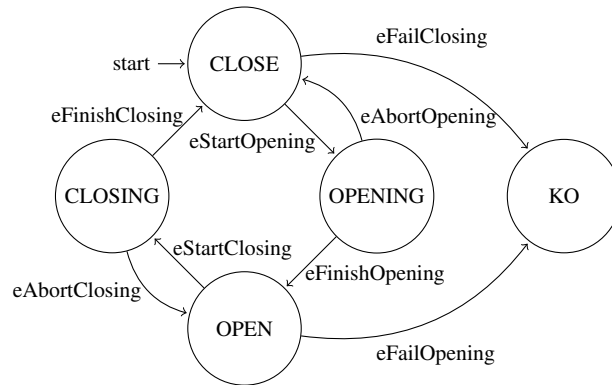 eFailClosing
start
CLOSE
eFinishClosing
eAbortOpening
eStartOpening
CLOSING
OPENING
KO
eStartClosing
eFinishOpening
eAbortClosing
OPEN
eFailOpening